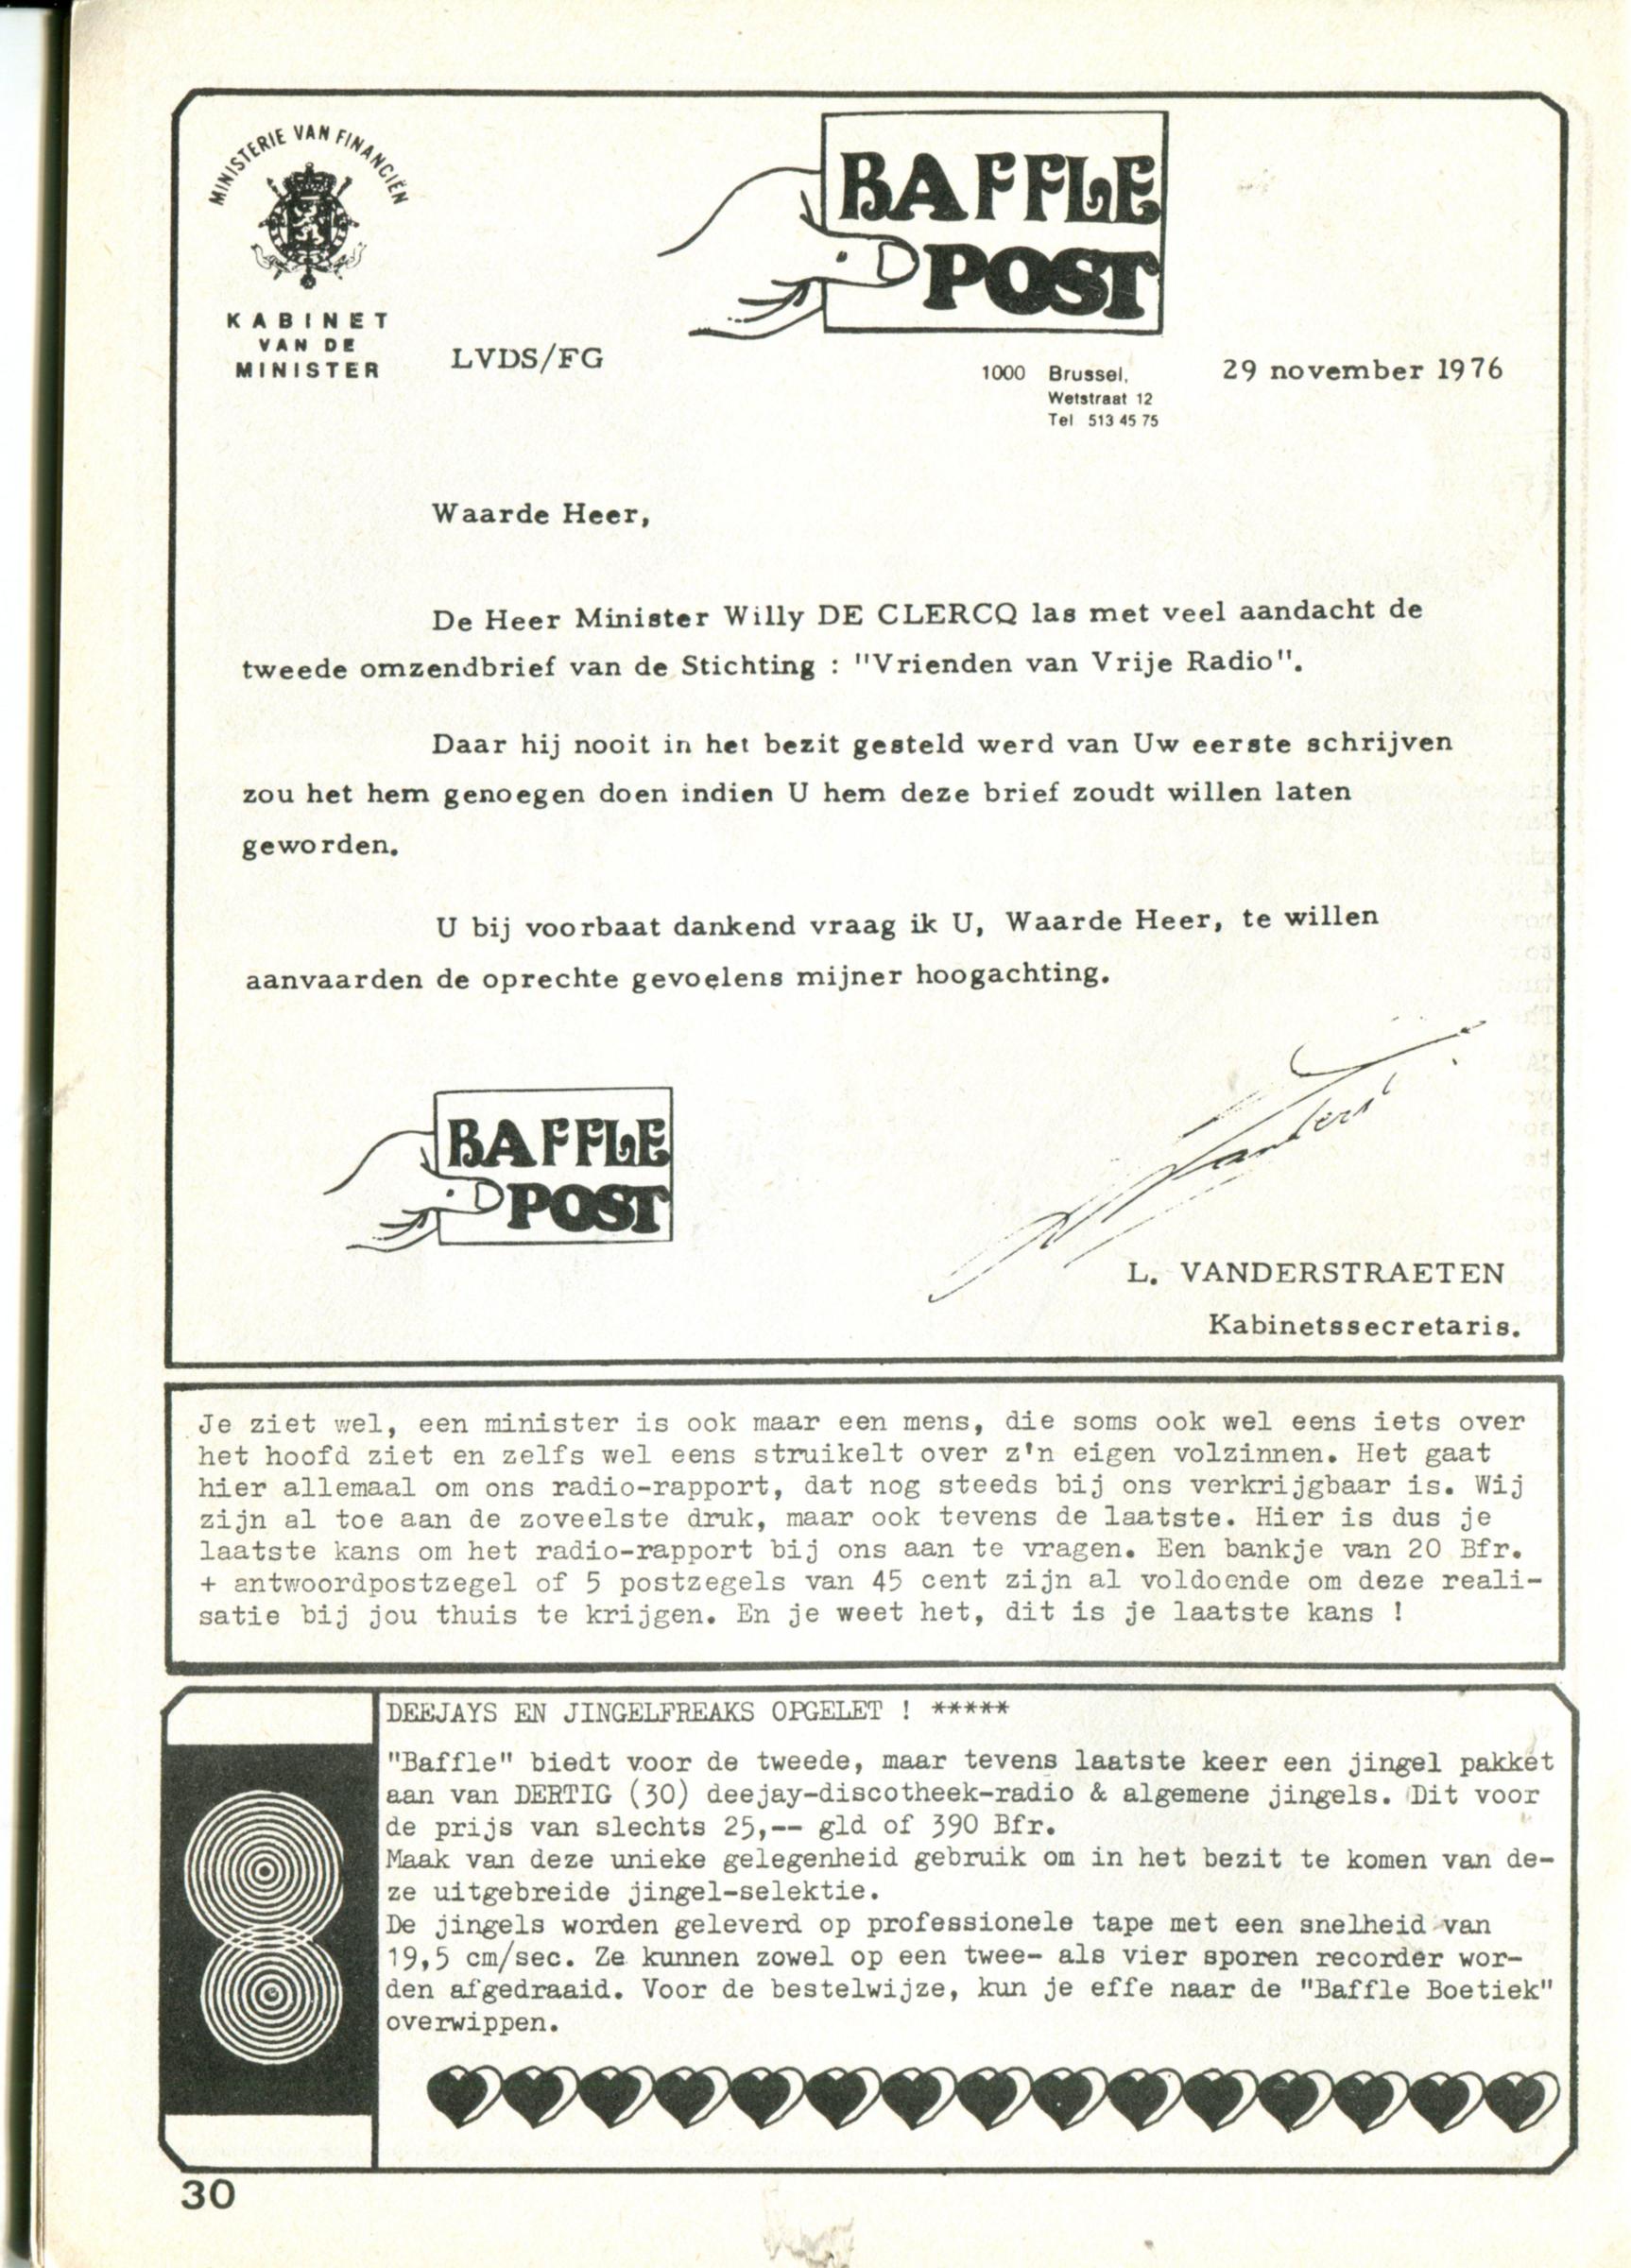 MINISTERIE VAN FINANCIËN
BAFFLE
POST
KABINET
VAN DE
MINISTER
LVDS/FG
1000 Brussel,
Wetstraat 12
Tel 513 45 75
29 november 1976
Waarde Heer,
De Heer Minister Willy DE CLERCQ las met veel aandacht de
tweede omzendbrief van de Stichting : "Vrienden van Vrije Radio".
Daar hij nooit in het bezit gesteld werd van Uw eerste schrijven
zou het hem genoegen doen indien U hem deze brief zoudt willen laten
geworden.
U bij voorbaat dankend vraag ik U, Waarde Heer, te willen
aanvaarden de oprechte gevoelens mijner hoogachting.
BAFFLE
POST
L. VANDERSTRAETEN
Kabinetssecretaris.
Je ziet wel, een minister is ook maar een mens, die soms ook wel eens iets over
het hoofd ziet en zelfs wel eens struikelt over z'n eigen volzinnen. Het gaat
hier allemaal om ons radio-rapport, dat nog steeds bij ons verkrijgbaar is. Wij
zijn al toe aan de zoveelste druk, maar ook tevens de laatste. Hier is dus je
laatste kans om het radio-rapport bij ons aan te vragen. Een bankje van 20 Bfr.
+ antwoordpostzegel of 5 postzegels van 45 cent zijn al voldoende om deze reali-
satie bij jou thuis te krijgen. En je weet het, dit is je laatste kans !
DEEJAYS EN JINGELFREAKS OPGELET ! *****
"Baffle" biedt voor de tweede, maar tevens laatste keer een jingel pakket
aan van DERTIG (30) deejay-discotheek-radio & algemene jingels. Dit voor
de prijs van slechts 25,-- gld of 390 Bfr.
Maak van deze unieke gelegenheid gebruik om in het bezit te komen van de-
ze uitgebreide jingel-selektie.
De jingels worden geleverd op professionele tape met een snelheid van
19,5 cm/sec. Ze kunnen zowel op een twee- als vier sporen recorder wor-
den afgedraaid. Voor de bestelwijze, kun je effe naar de "Baffle Boetiek"
overwippen.
30